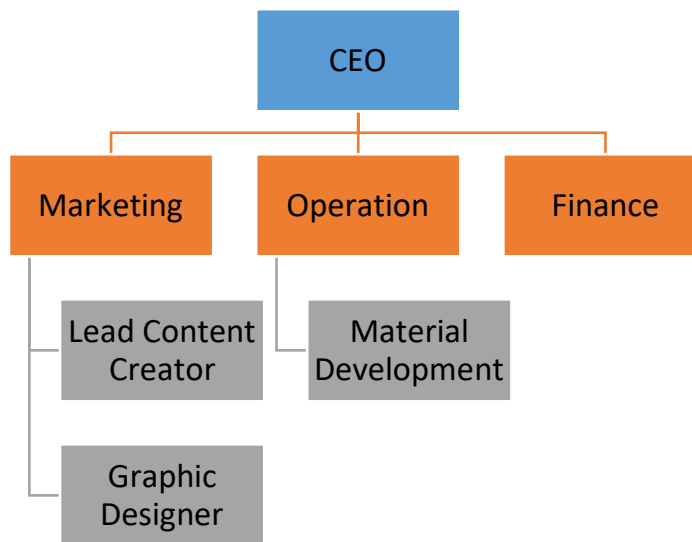 CEO
Marketing
Operation
Finance
Lead Content
Creator
Material
Development
Graphic
Designer